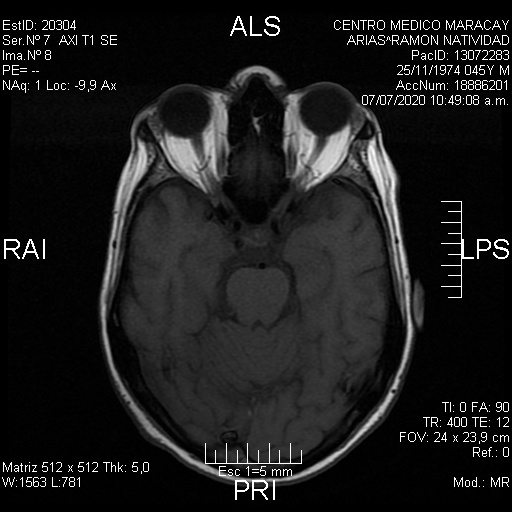 EstID: 20304
Ser.Nº 7 AXI T1 SE
Ima.Nº 8
PE= --
NAq: 1 Loc: -9,9 Ax
ALS
CENTRO MEDICO MARACAY
ARIAS^RAMON NATIVIDAD
PacID: 13072283
25/11/1974 045Y M
AccNum: 18886201
07/07/2020 10:49:08 a.m.
RAI
LPS
TI: 0 FA: 90
TR: 400 TE: 12
FOV: 24 x 23,9 cm
Ref.: 0
Matriz 512 x 512 Thk: 5,0
W:1563 L:781
Esc 1=5 mm
PRI
Mod.: MR